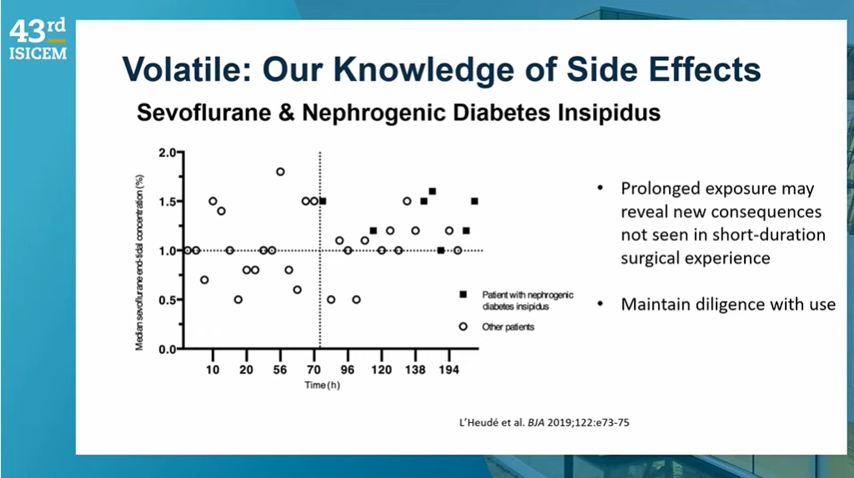 43rd
ISICEM
Volatile: Our Knowledge of Side Effects
Sevoflurane & Nephrogenic Diabetes Insipidus
Median sevoflurane end-tidal concentration (%)
2.0
1.5
1.0
0.5
0.0
10 20 56 70 96 120 138 194
Time (h)
Patient with nephrogenic
diabetes insipidus
Other patients
• Prolonged exposure may
reveal new consequences
not seen in short-duration
surgical experience
• Maintain diligence with use
L'Heudé et al. BJA 2019;122:e73-75